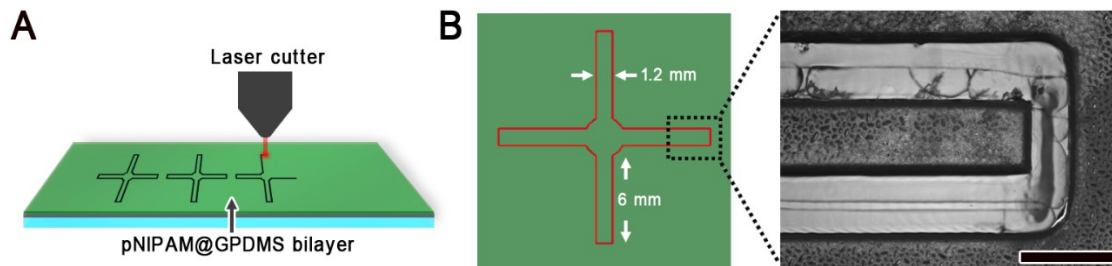 A
Laser cutter
pNIPAM@GPDMS bilayer
B
1.2 mm
6 mm